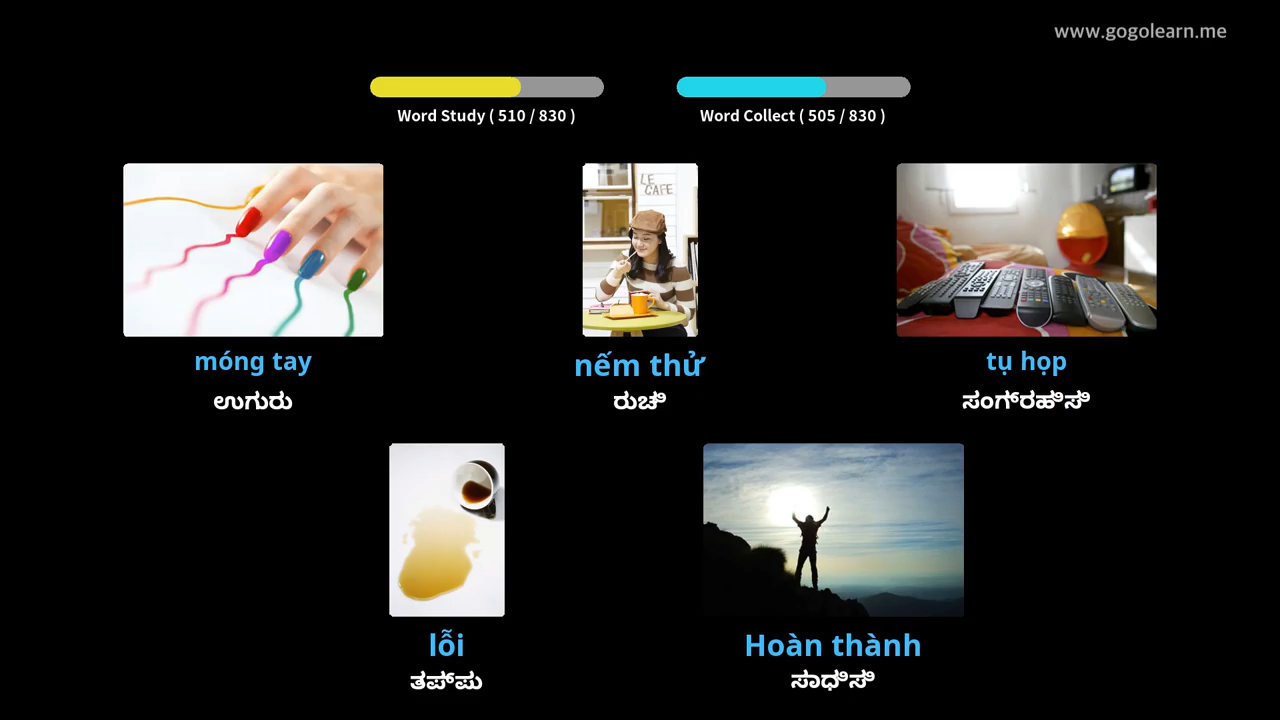 www.gogolearn.me
Word Study ( 510 / 830 )
Word Collect ( 505 / 830 )
LE CAFE
móng tay
ಉಗುರು
nếm thử
ರುಚಿ
tụ họp
ಸಂಗ್ರಹಿಸಿ
lỗi
ತಪ್ಪು
Hoàn thành
ಸಾಧಿಸಿ